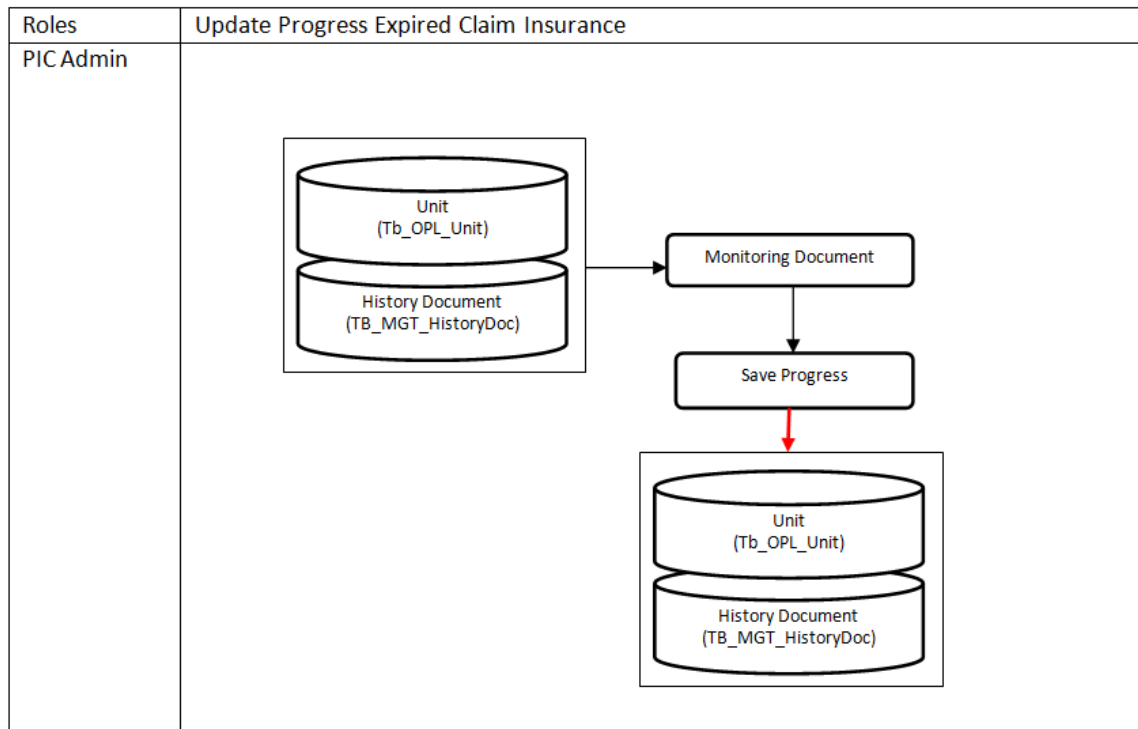 Roles
Update Progress Expired Claim Insurance
PIC Admin
Unit
(Tb_OPL_Unit)
History Document
(TB_MGT_HistoryDoc)
Monitoring Document
Save Progress
Unit
(Tb_OPL_Unit)
History Document
(TB_MGT_HistoryDoc)